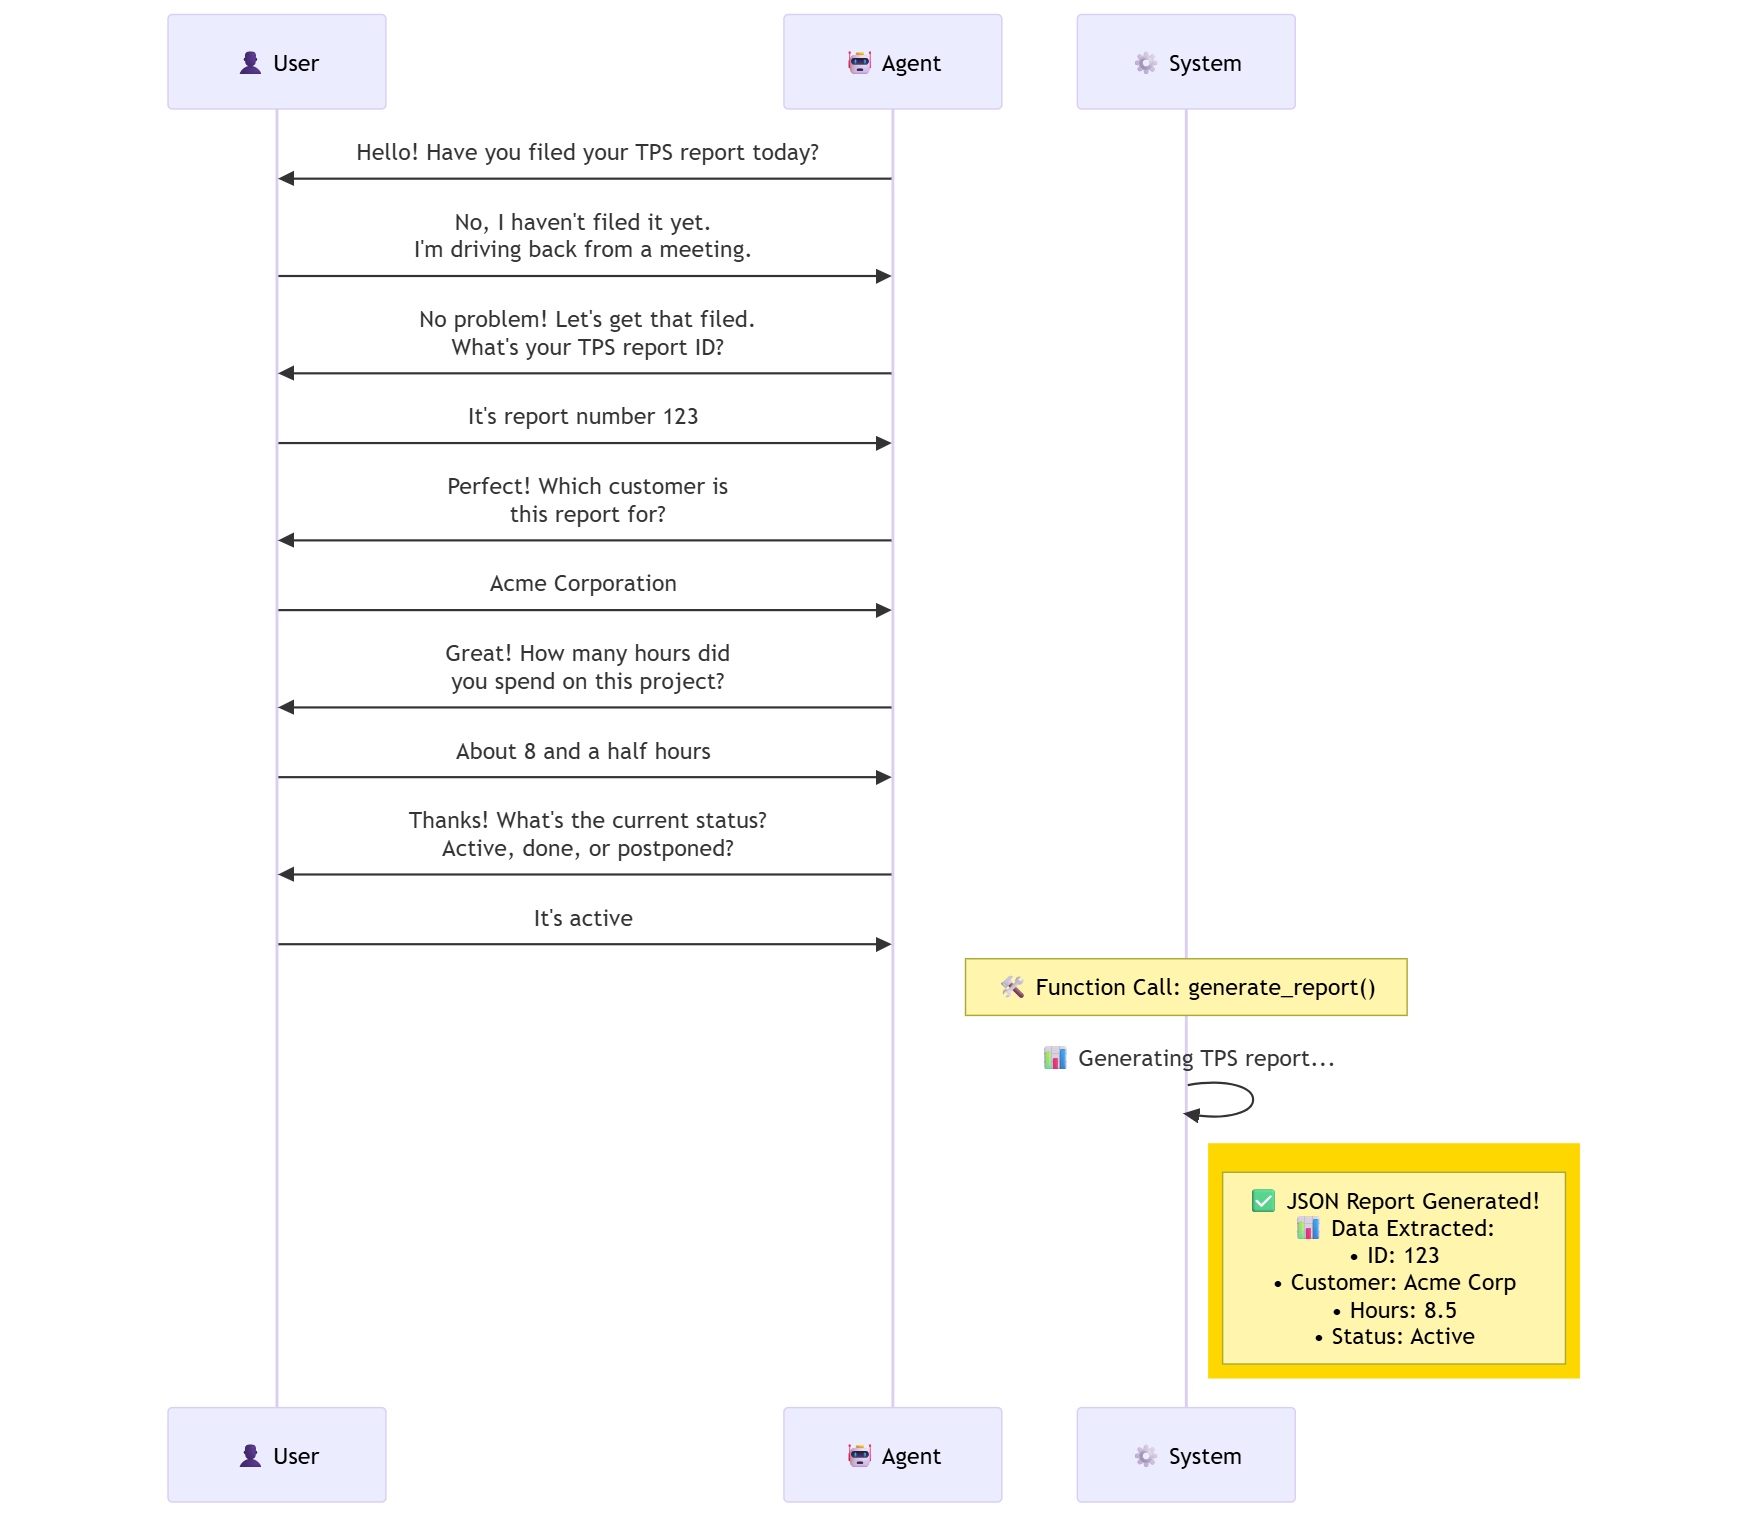 👤 User
🤖 Agent
⚙️ System
Hello! Have you filed your TPS report today?
No, I haven't filed it yet.
I'm driving back from a meeting.
No problem! Let's get that filed.
What's your TPS report ID?
It's report number 123
Perfect! Which customer is
this report for?
Acme Corporation
Great! How many hours did
you spend on this project?
About 8 and a half hours
Thanks! What's the current status?
Active, done, or postponed?
It's active
🛠️ Function Call: generate_report()
📊 Generating TPS report...
✅ JSON Report Generated!
📊 Data Extracted:
• ID: 123
• Customer: Acme Corp
• Hours: 8.5
• Status: Active
👤 User
🤖 Agent
⚙️ System